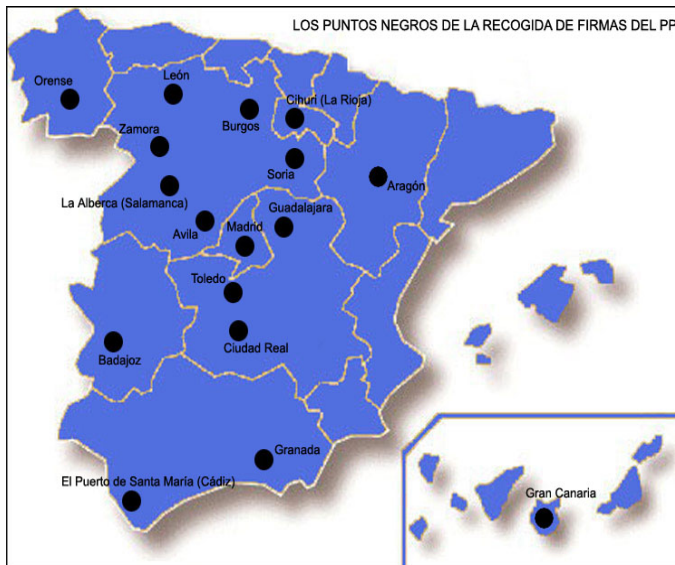 LOS PUNTOS NEGROS DE LA RECOGIDA DE FIRMAS DEL PP
Orense
León
Burgos
Cihuri (La Rioja)
Zamora
Soria
Aragón
La Alberca (Salamanca)
Avila
Madrid
Guadalajara
Toledo
Ciudad Real
Badajoz
Granada
El Puerto de Santa María (Cádiz)
Gran Canaria